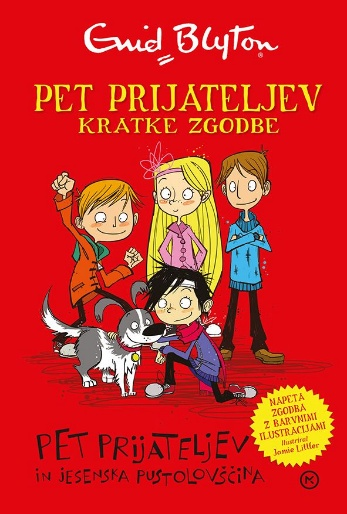 Enid Blyton®
PET PRIJATELJEV
KRATKE ZGODBE
NAPETA
ZGODBA
Z BARVNIMI
ILUSTRACIJAMI
Ilustriral
Jamie Littler
PET PRIJATELJEV
IN JESENSKA PUSTOLOVŠČINA
M